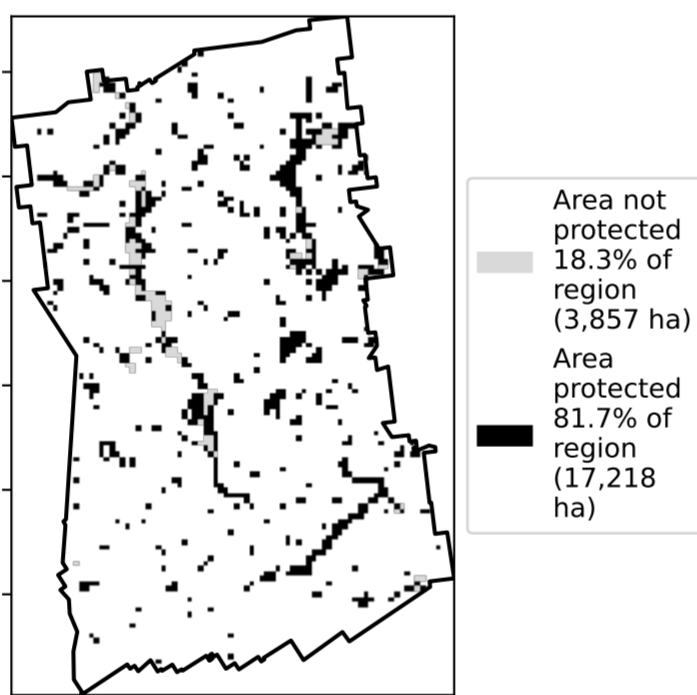 Area not
protected
18.3% of
region
(3,857 ha)
Area
protected
81.7% of
region
(17,218
ha)